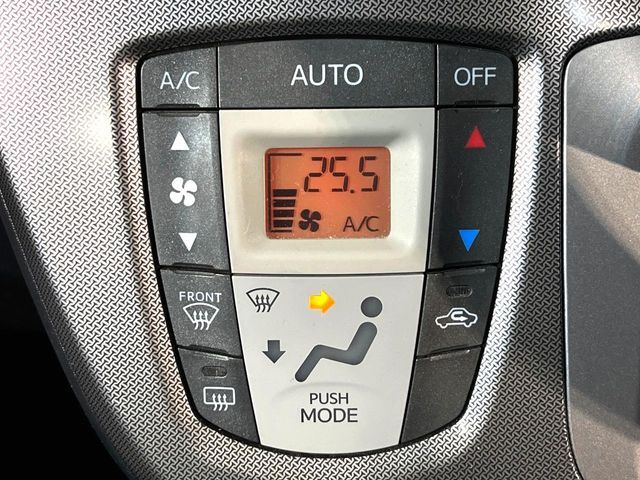 A/C AUTO OFF
25.5
A/C
FRONT
PUSH
MODE